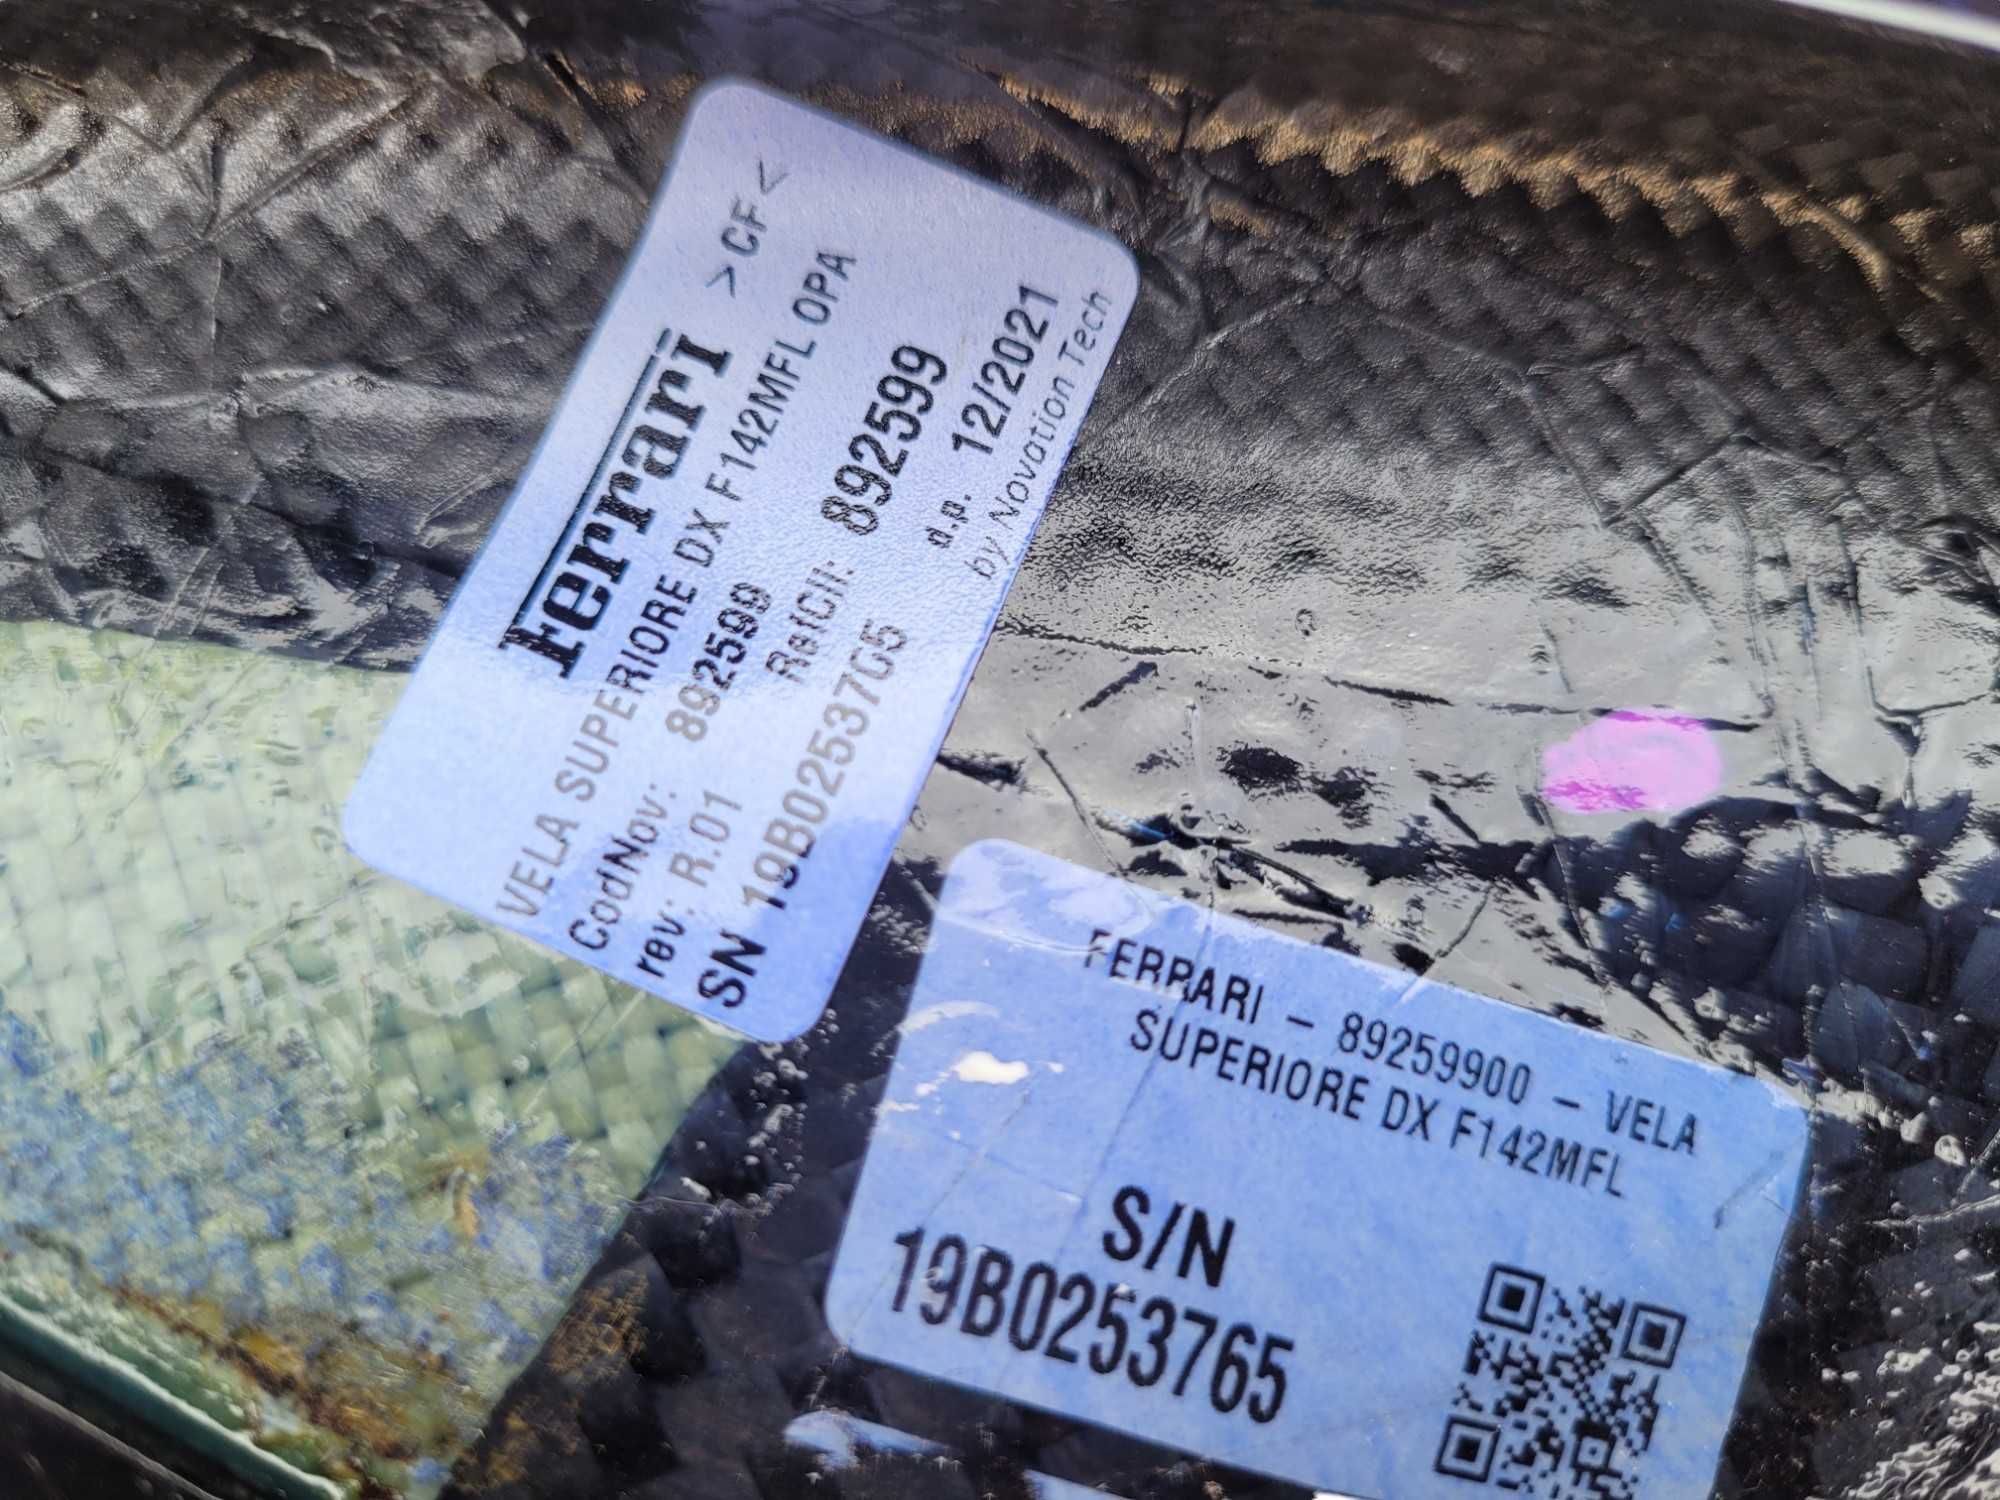 >CF<
Ferrari
VELA SUPERIORE DX F142MFL OPA
CodNov: 892599
rev: R.01 RefCli: 892599
SN 19B0253765
d.p. 12/2021
by Novation Tech
FERRARI - 89259900 - VELA
SUPERIORE DX F142MFL
S/N
19B0253765